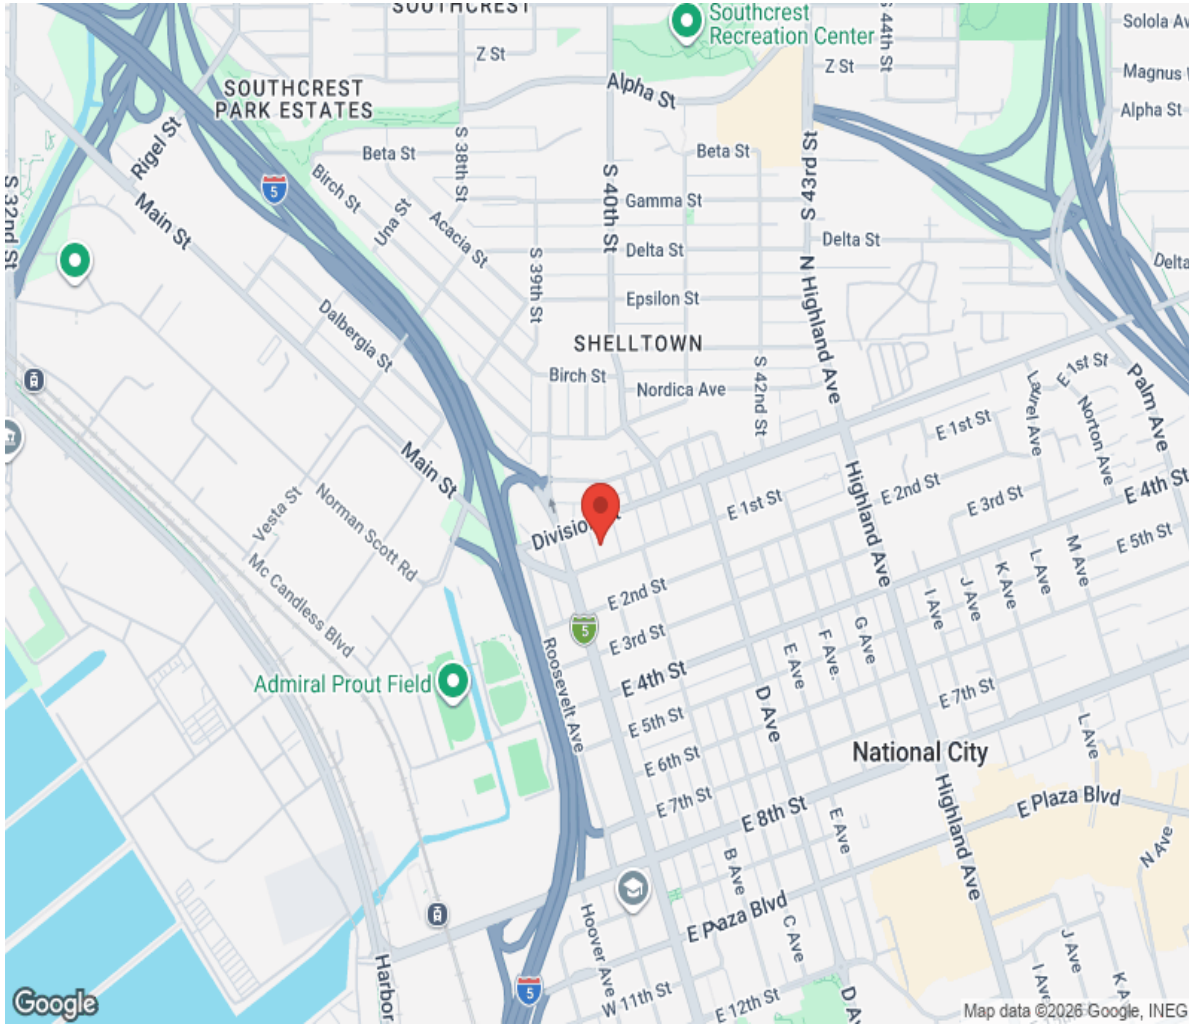 SOUTHCREST
Southcrest
Recreation Center
S 44th St
Solola Av
Z St
Z St
Magnus
SOUTHCREST
PARK ESTATES
Alpha St
Alpha St
Rigel St
S 38th St
Beta St
Beta St
S 43rd St
S 32nd St
5
Birch St
Main St
Una St
Acacia St
S 40th St
Gamma St
Delta St
Delta St
Delta
S 39th St
Epsilon St
N Highland Ave
Dalbergia St
SHELLTOWN
Birch St
Nordica Ave
S 42nd St
E 1st St
Laurel Ave
Norton Ave
Palm Ave
E 1st St
Main St
Highland Ave
E 2nd St
E 3rd St
E 4th St
Vesta St
Norman Scott Rd
Division St
E 1st St
E 5th St
Mc Candless Blvd
E 2nd St
I Ave
J Ave
K Ave
L Ave
M Ave
5
E 3rd St
G Ave
F Ave.
E Ave
Admiral Prout Field
Roosevelt Ave
E 4th St
D Ave
E 7th St
E 5th St
L Ave
National City
E 6th St
E 7th St
E 8th St
E Plaza Blvd
Highland Ave
E Ave
N Ave
B Ave
Hoover Ave
E Plaza Blvd
C Ave
J Ave
Harbor
5
W 11th St
E 12th St
D Av
I Ave
K Ave
Google
Map data ©2026 Google, INEG